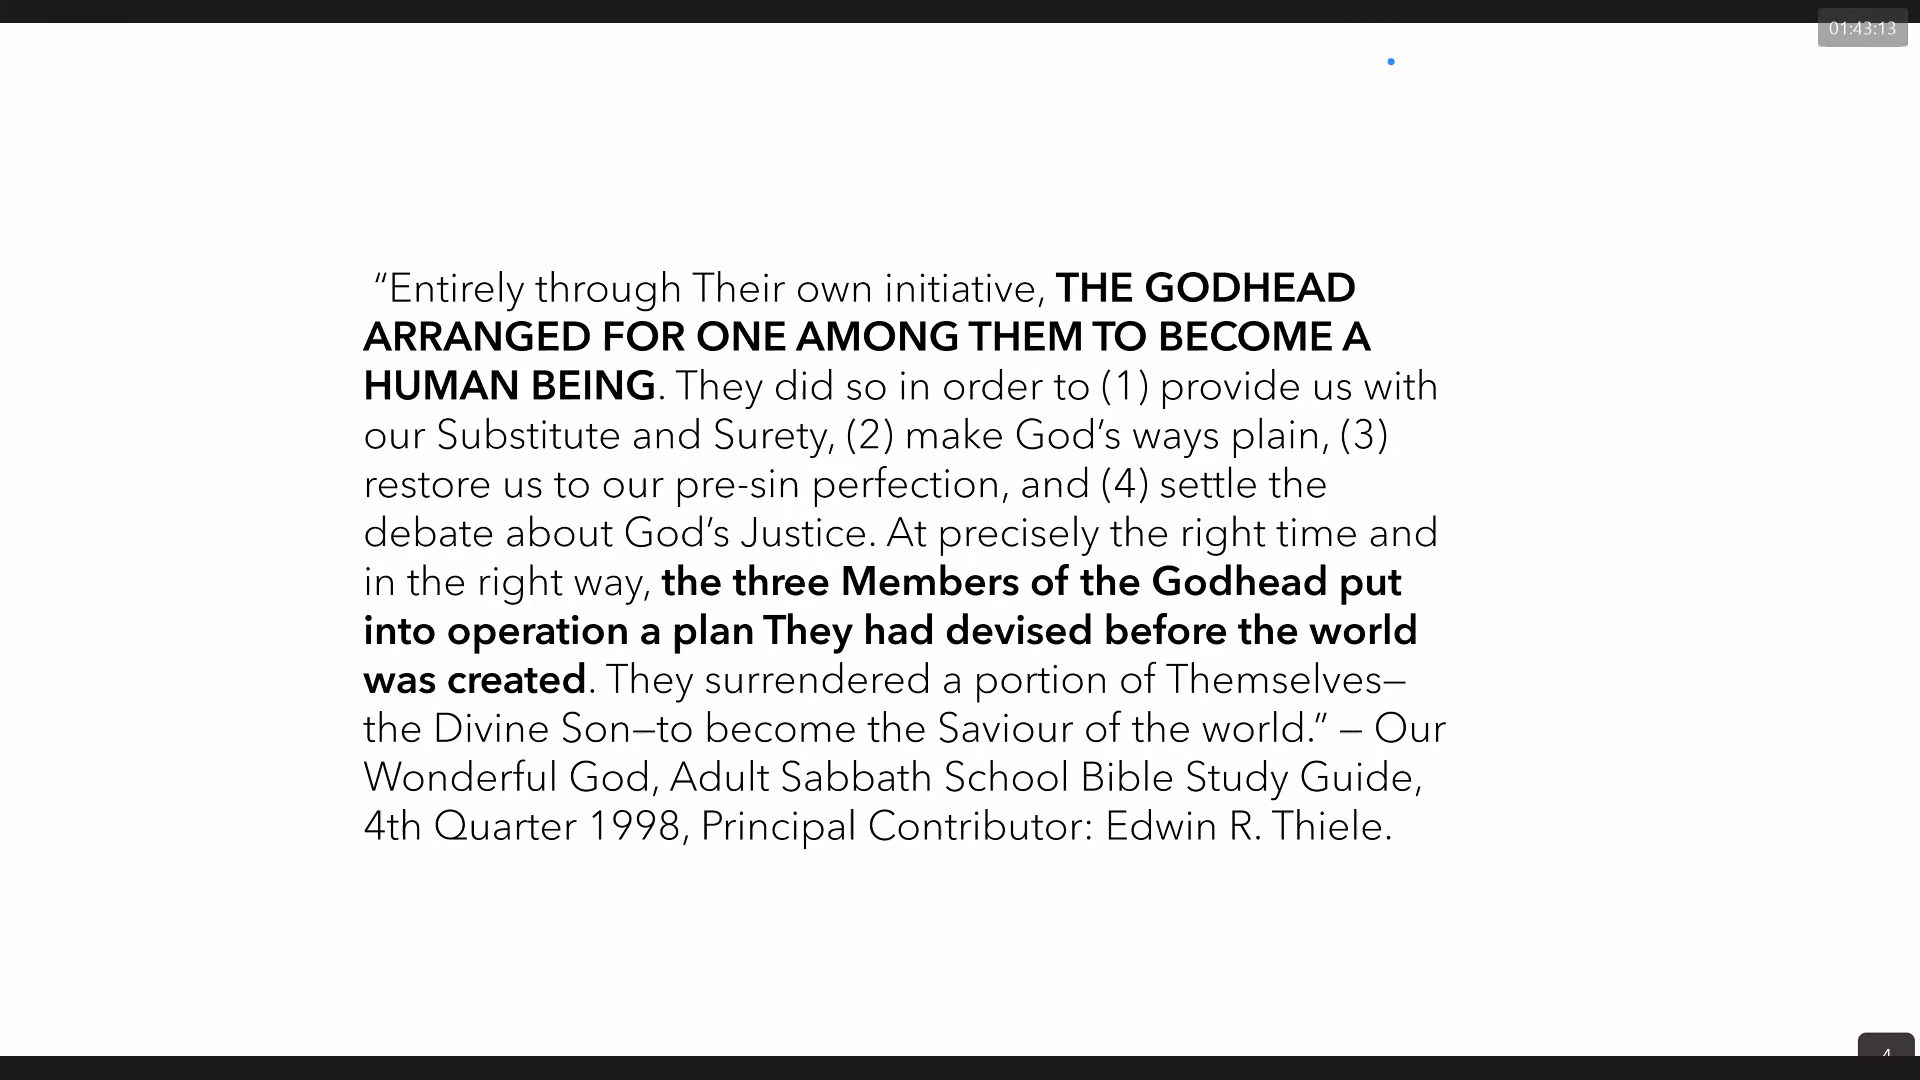 01:43:13
“Entirely through Their own initiative, THE GODHEAD
ARRANGED FOR ONE AMONG THEM TO BECOME A
HUMAN BEING. They did so in order to (1) provide us with
our Substitute and Surety, (2) make God’s ways plain, (3)
restore us to our pre-sin perfection, and (4) settle the
debate about God’s Justice. At precisely the right time and
in the right way, the three Members of the Godhead put
into operation a plan They had devised before the world
was created. They surrendered a portion of Themselves—
the Divine Son—to become the Saviour of the world.” — Our
Wonderful God, Adult Sabbath School Bible Study Guide,
4th Quarter 1998, Principal Contributor: Edwin R. Thiele.